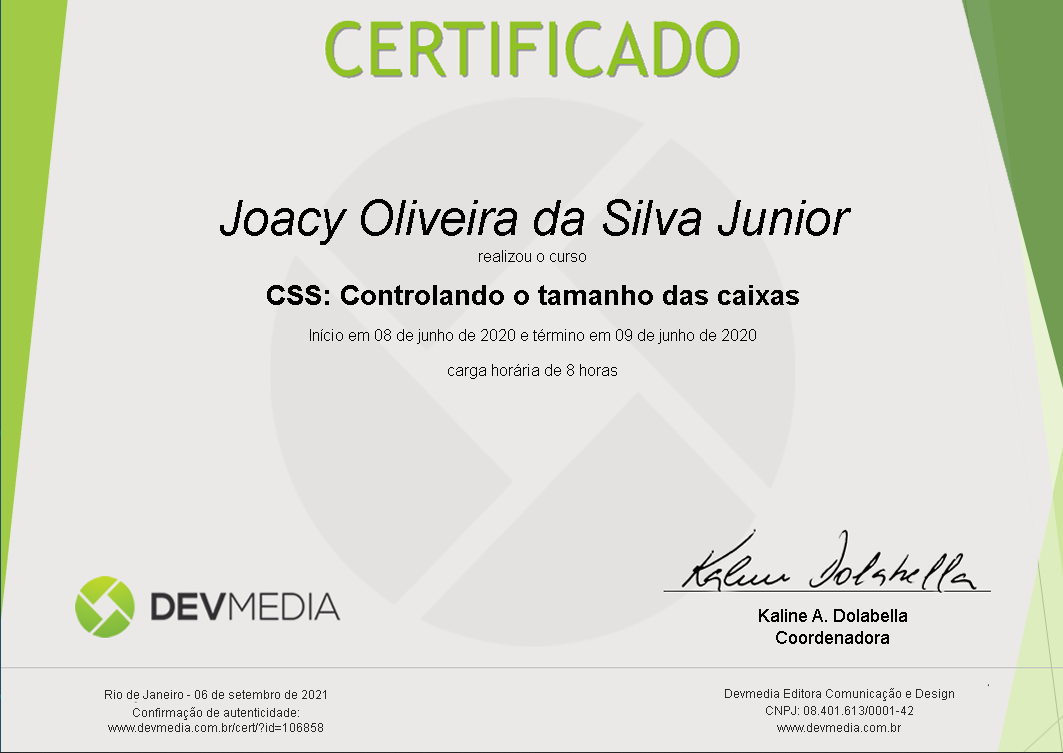 CERTIFICADO
Joacy Oliveira da Silva Junior
realizou o curso
CSS: Controlando o tamanho das caixas
Início em 08 de junho de 2020 e término em 09 de junho de 2020
carga horária de 8 horas
Kaline Dolabella
DEVMEDIA
Kaline A. Dolabella
Coordenadora
Rio de Janeiro - 06 de setembro de 2021
Confirmação de autenticidade:
www.devmedia.com.br/cert/?id=106858
Devmedia Editora Comunicação e Design
CNPJ: 08.401.613/0001-42
www.devmedia.com.br